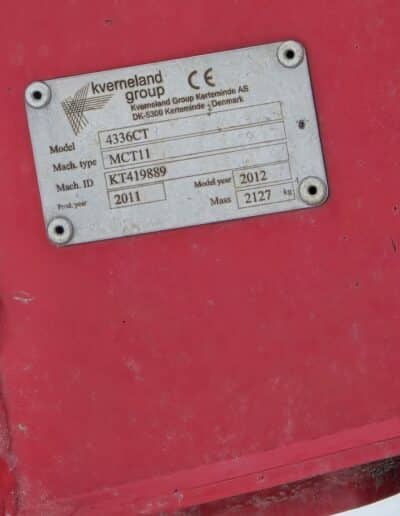 kverneland
group CE
Kverneland Group Kerteminde AS
DK-5300 Kerteminde - Denmark
Model 4336CT
Mach. type MCT11
Mach. ID KT419889
Prod. year 2011 Model year 2012
Mass 2127 kg